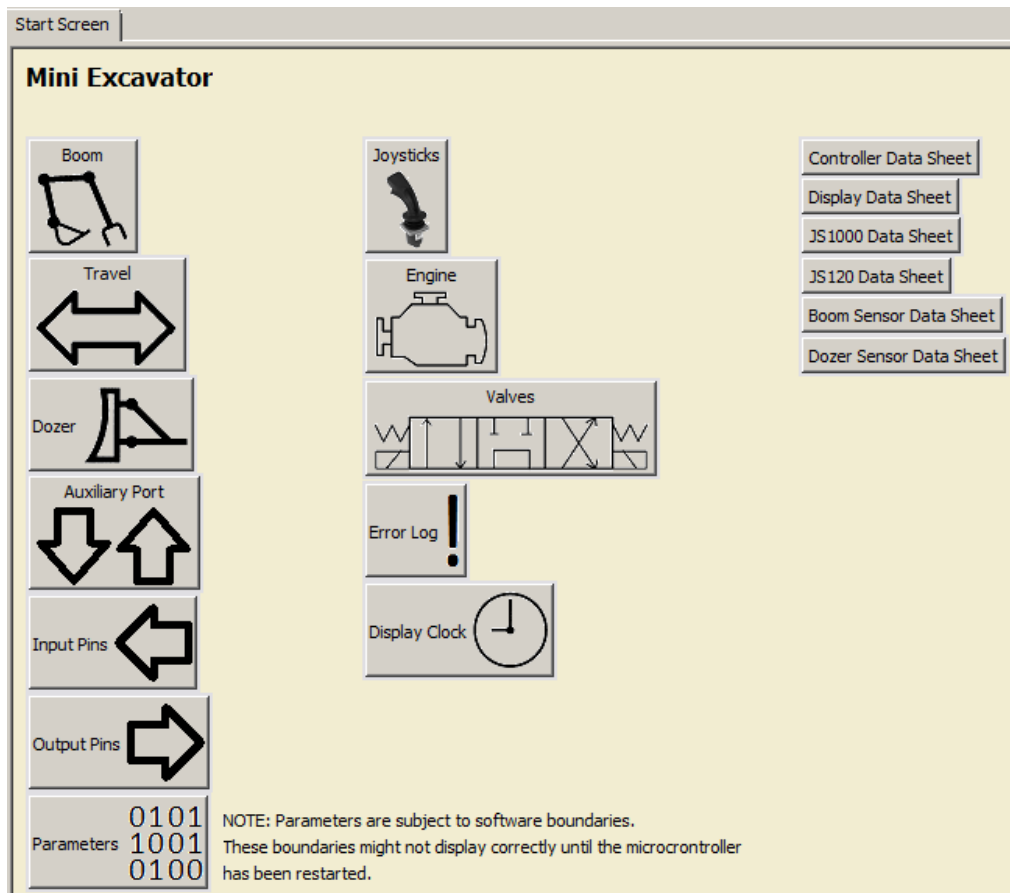 Start Screen
Mini Excavator
Boom
Travel
Dozer
Auxiliary Port
Input Pins
Output Pins
Parameters
0101
1001
0100
NOTE: Parameters are subject to software boundaries.
These boundaries might not display correctly until the microcrontroller
has been restarted.
Joysticks
Engine
Valves
Error Log
Display Clock
Controller Data Sheet
Display Data Sheet
JS1000 Data Sheet
JS120 Data Sheet
Boom Sensor Data Sheet
Dozer Sensor Data Sheet